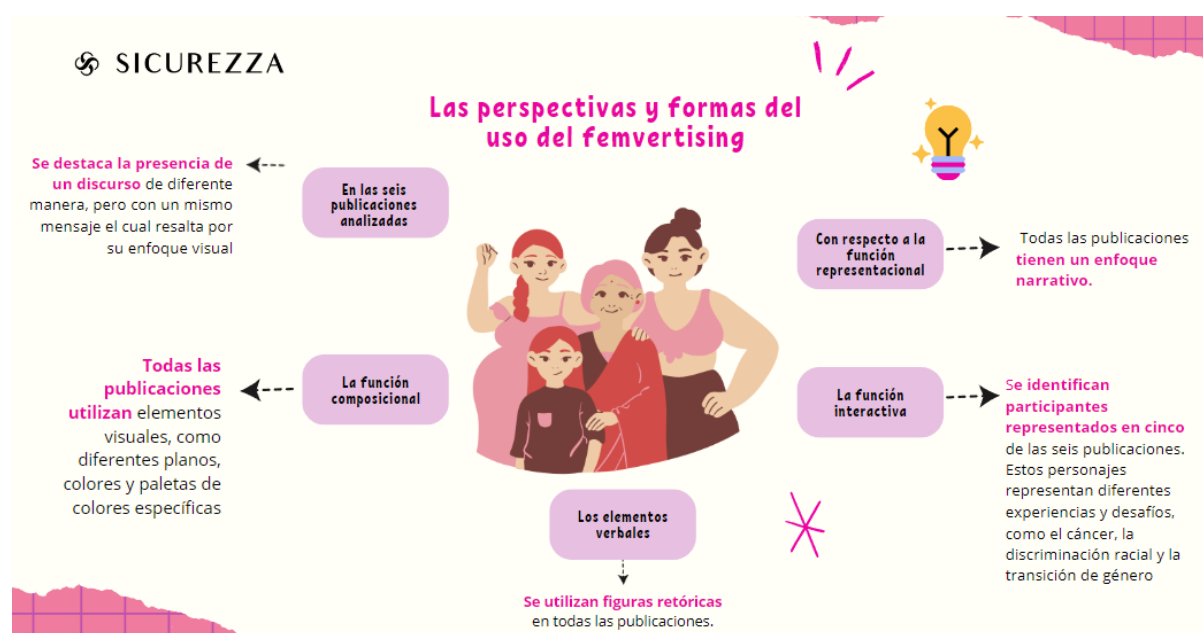 SICUREZZA
Las perspectivas y formas del
uso del femvertising
En las seis
publicaciones
analizadas
Se destaca la presencia de
un discurso de diferente
manera, pero con un mismo
mensaje el cual resalta por
su enfoque visual
Con respecto a la
función
representacional
Todas las publicaciones
tienen un enfoque
narrativo.
La función
composicional
Todas las
publicaciones
utilizan elementos
visuales, como
diferentes planos,
colores y paletas de
colores específicas
La función
interactiva
Se identifican
participantes
representados en cinco
de las seis publicaciones.
Estos personajes
representan diferentes
experiencias y desafíos,
como el cáncer, la
discriminación racial y la
transición de género
Los elementos
verbales
Se utilizan figuras retóricas
en todas las publicaciones.